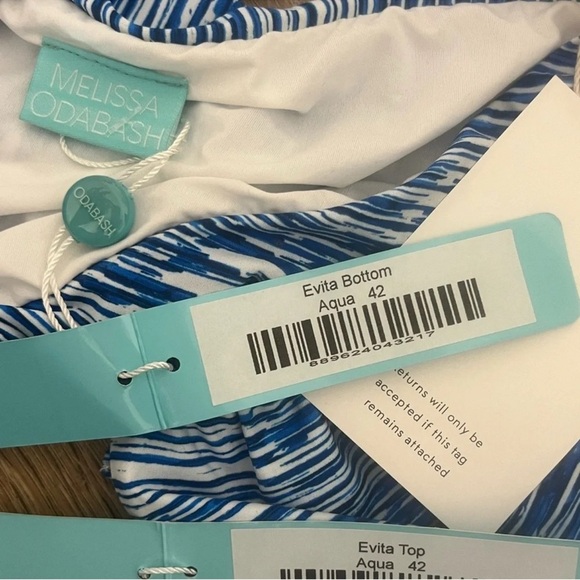 MELISSA
ODABASH
ODABASH
Evita Bottom
Aqua 42
889624043217
returns will only be
accepted if this tag
remains attached
Evita Top
Aqua 42